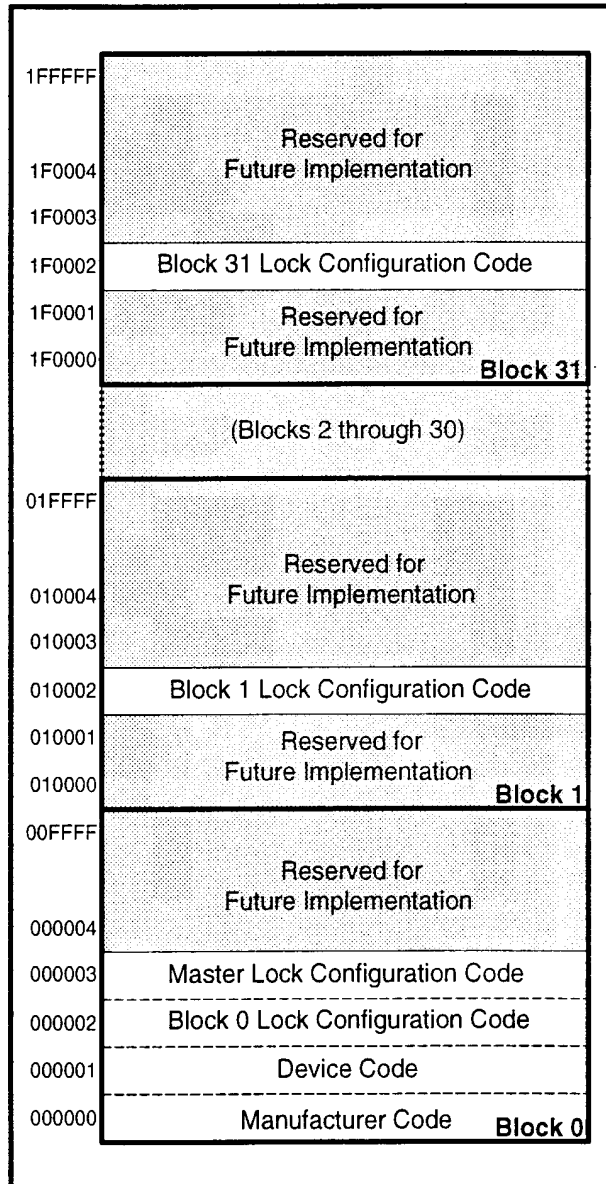 1FFFFF
Reserved for
1F0004 Future Implementation
1F0003
1F0002 Block 31 Lock Configuration Code
1F0001 Reserved for
1F0000 Future Implementation Block 31
(Blocks 2 through 30)
01FFFF
Reserved for
010004 Future Implementation
010003
010002 Block 1 Lock Configuration Code
010001 Reserved for
010000 Future Implementation Block 1
00FFFF
Reserved for
Future Implementation
000004
000003 Master Lock Configuration Code
000002 Block 0 Lock Configuration Code
000001 Device Code
000000 Manufacturer Code Block 0